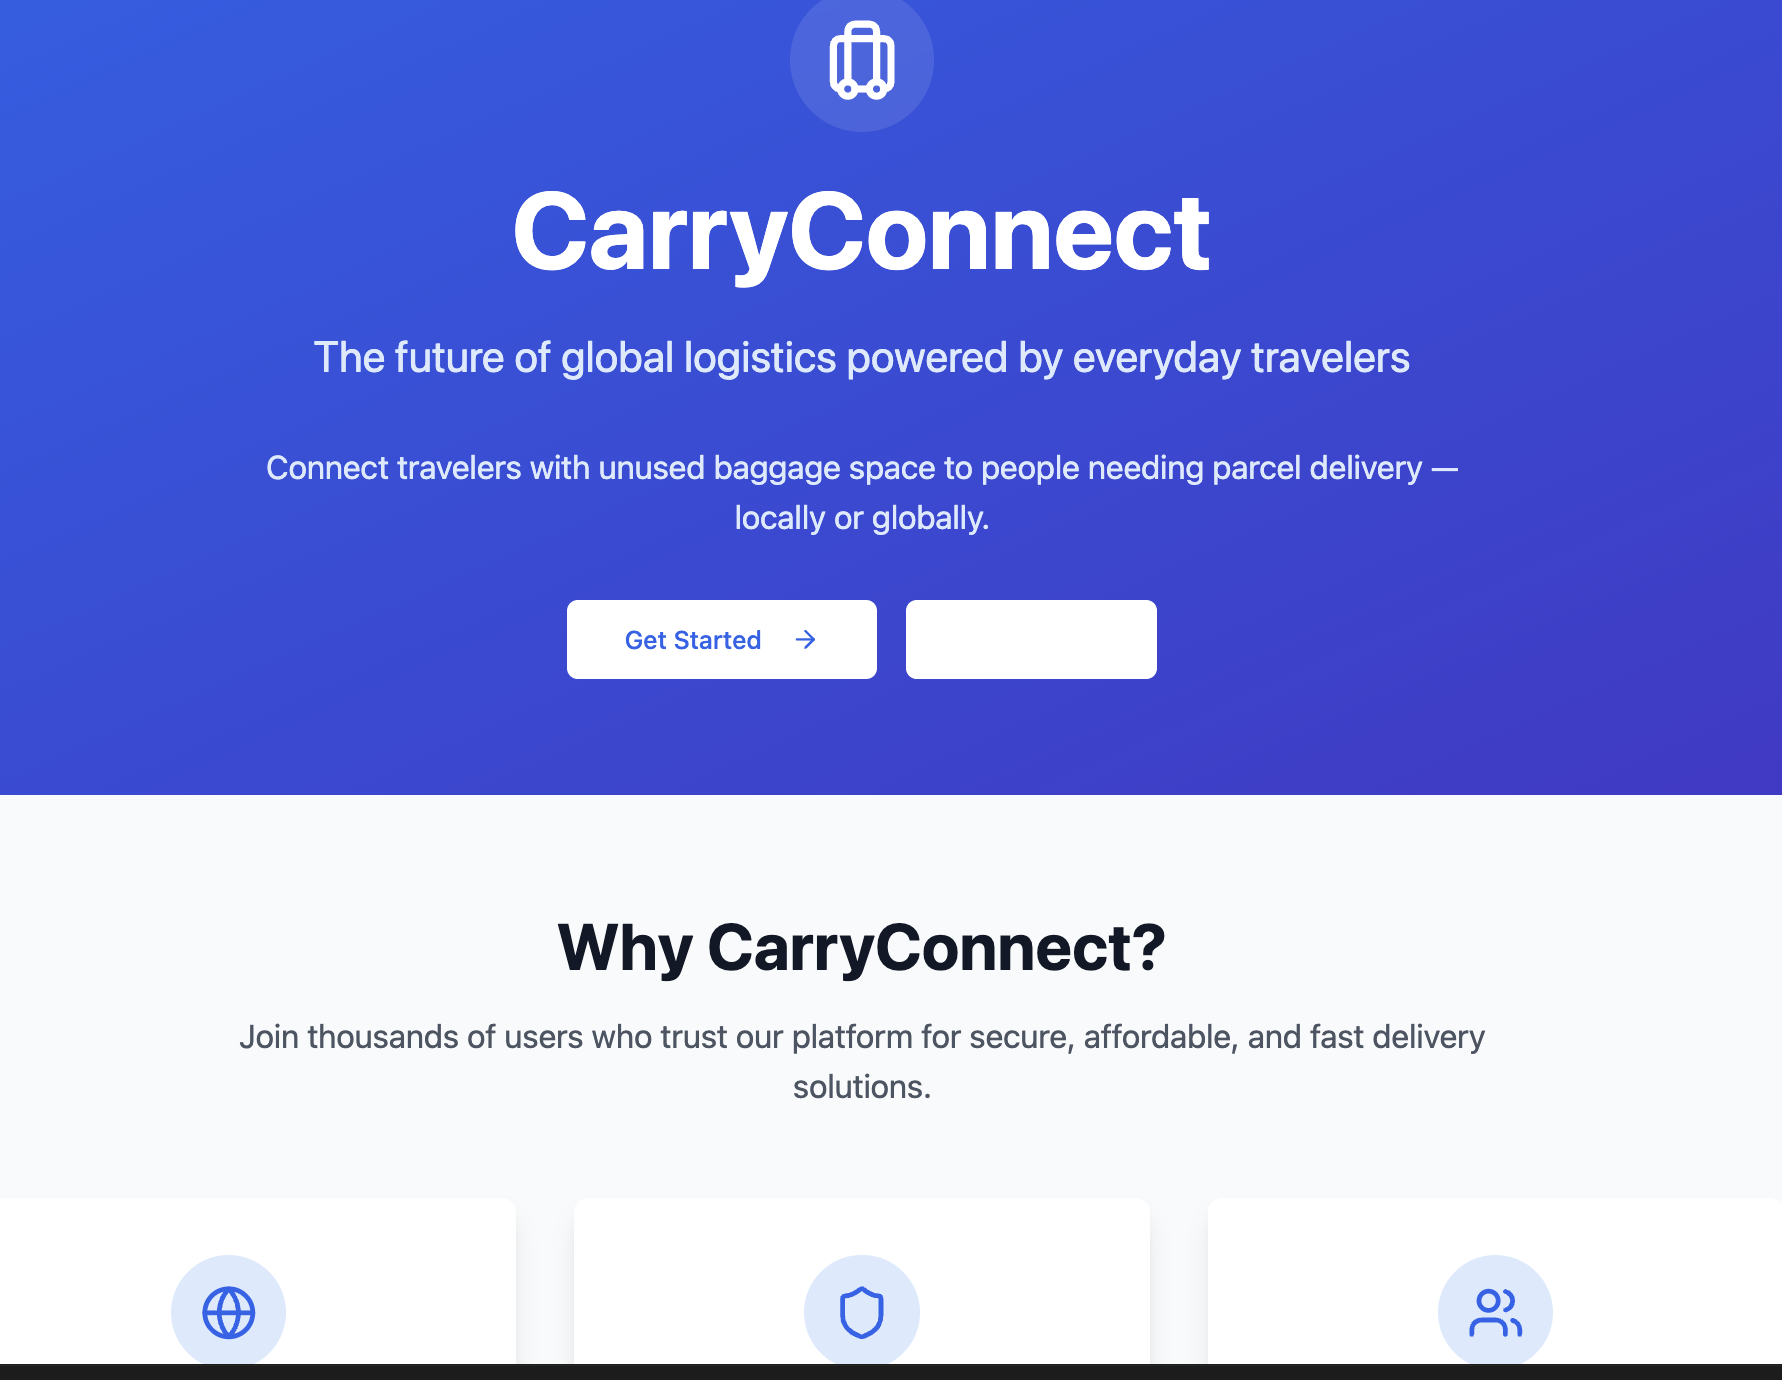 CarryConnect
The future of global logistics powered by everyday travelers
Connect travelers with unused baggage space to people needing parcel delivery —
locally or globally.
Get Started
Why CarryConnect?
Join thousands of users who trust our platform for secure, affordable, and fast delivery
solutions.